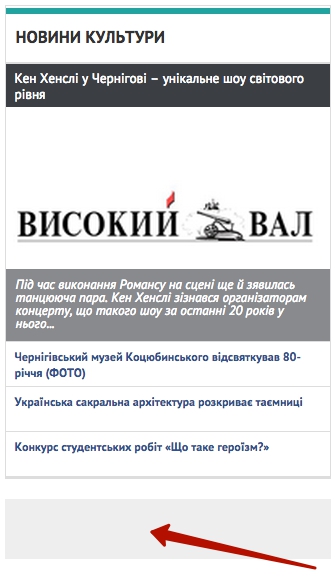 НОВИНИ КУЛЬТУРИ
Кен Хенслі у Чернігові – унікальне шоу світового
рівня
ВИСОКИЙ ВАЛ
Під час виконання Романсу на сцені ще й зявилась
танцююча пара. Кен Хенслі зізнався організаторам
концерту, що такого шоу за останні 20 років у
нього...
Чернігівський музей Коцюбинського відсвяткував 80-
річчя (ФОТО)
Українська сакральна архітектура розкриває таємниці
Конкурс студентських робіт «Що таке героїзм?»